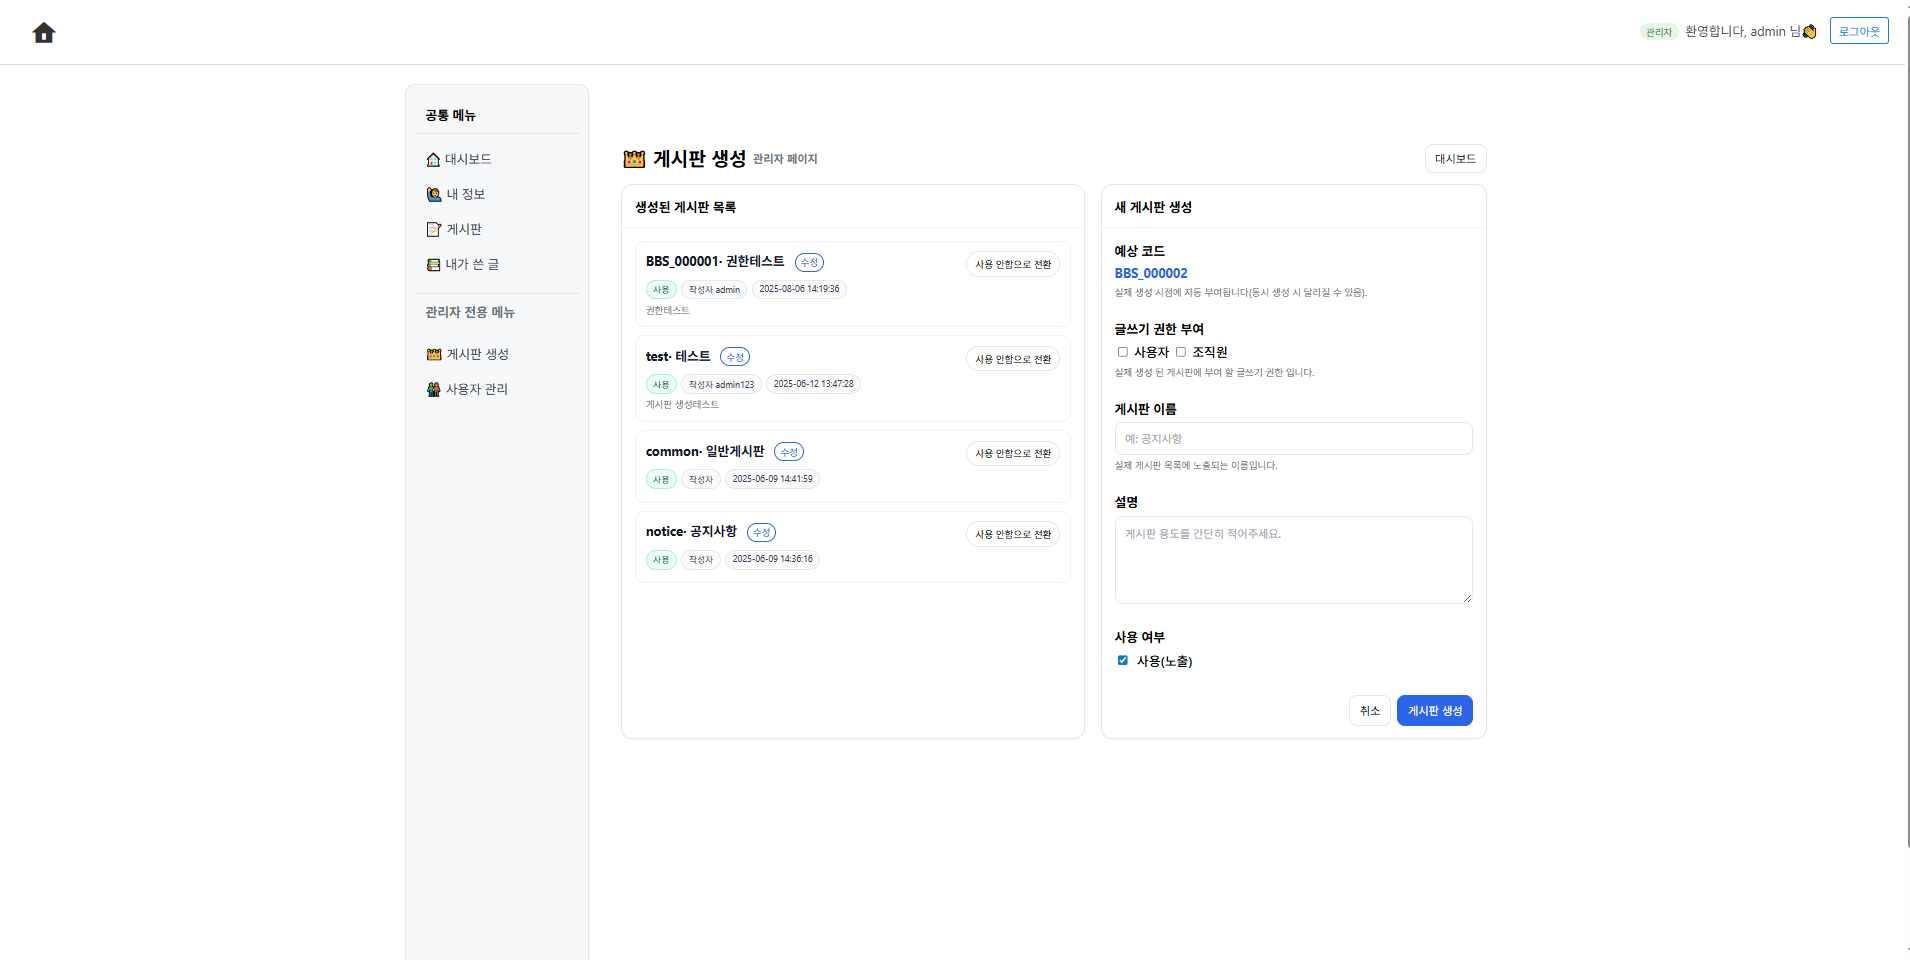 관리자 환영합니다, admin 님👏 로그아웃
공통 메뉴
대시보드
내 정보
게시판
내가 쓴 글
관리자 전용 메뉴
게시판 생성
사용자 관리
게시판 생성 관리자 페이지
대시보드
생성된 게시판 목록
BBS_000001· 권한테스트 수정
사용 안함으로 전환
사용 작성자 admin 2025-08-06 14:19:36
권한테스트
test· 테스트 수정
사용 안함으로 전환
사용 작성자 admin123 2025-06-12 13:47:28
게시판 생성테스트
common· 일반게시판 수정
사용 안함으로 전환
사용 작성자 2025-06-09 14:41:59
notice· 공지사항 수정
사용 안함으로 전환
사용 작성자 2025-06-09 14:36:16
새 게시판 생성
예상 코드
BBS_000002
실제 생성 시점에 자동 부여됩니다(동시 생성 시 달라질 수 있음).
글쓰기 권한 부여
사용자 조직원
실제 생성 된 게시판에 부여 할 글쓰기 권한 입니다.
게시판 이름
예: 공지사항
실제 게시판 목록에 노출되는 이름입니다.
설명
게시판 용도를 간단히 적어주세요.
사용 여부
사용(노출)
취소 게시판 생성